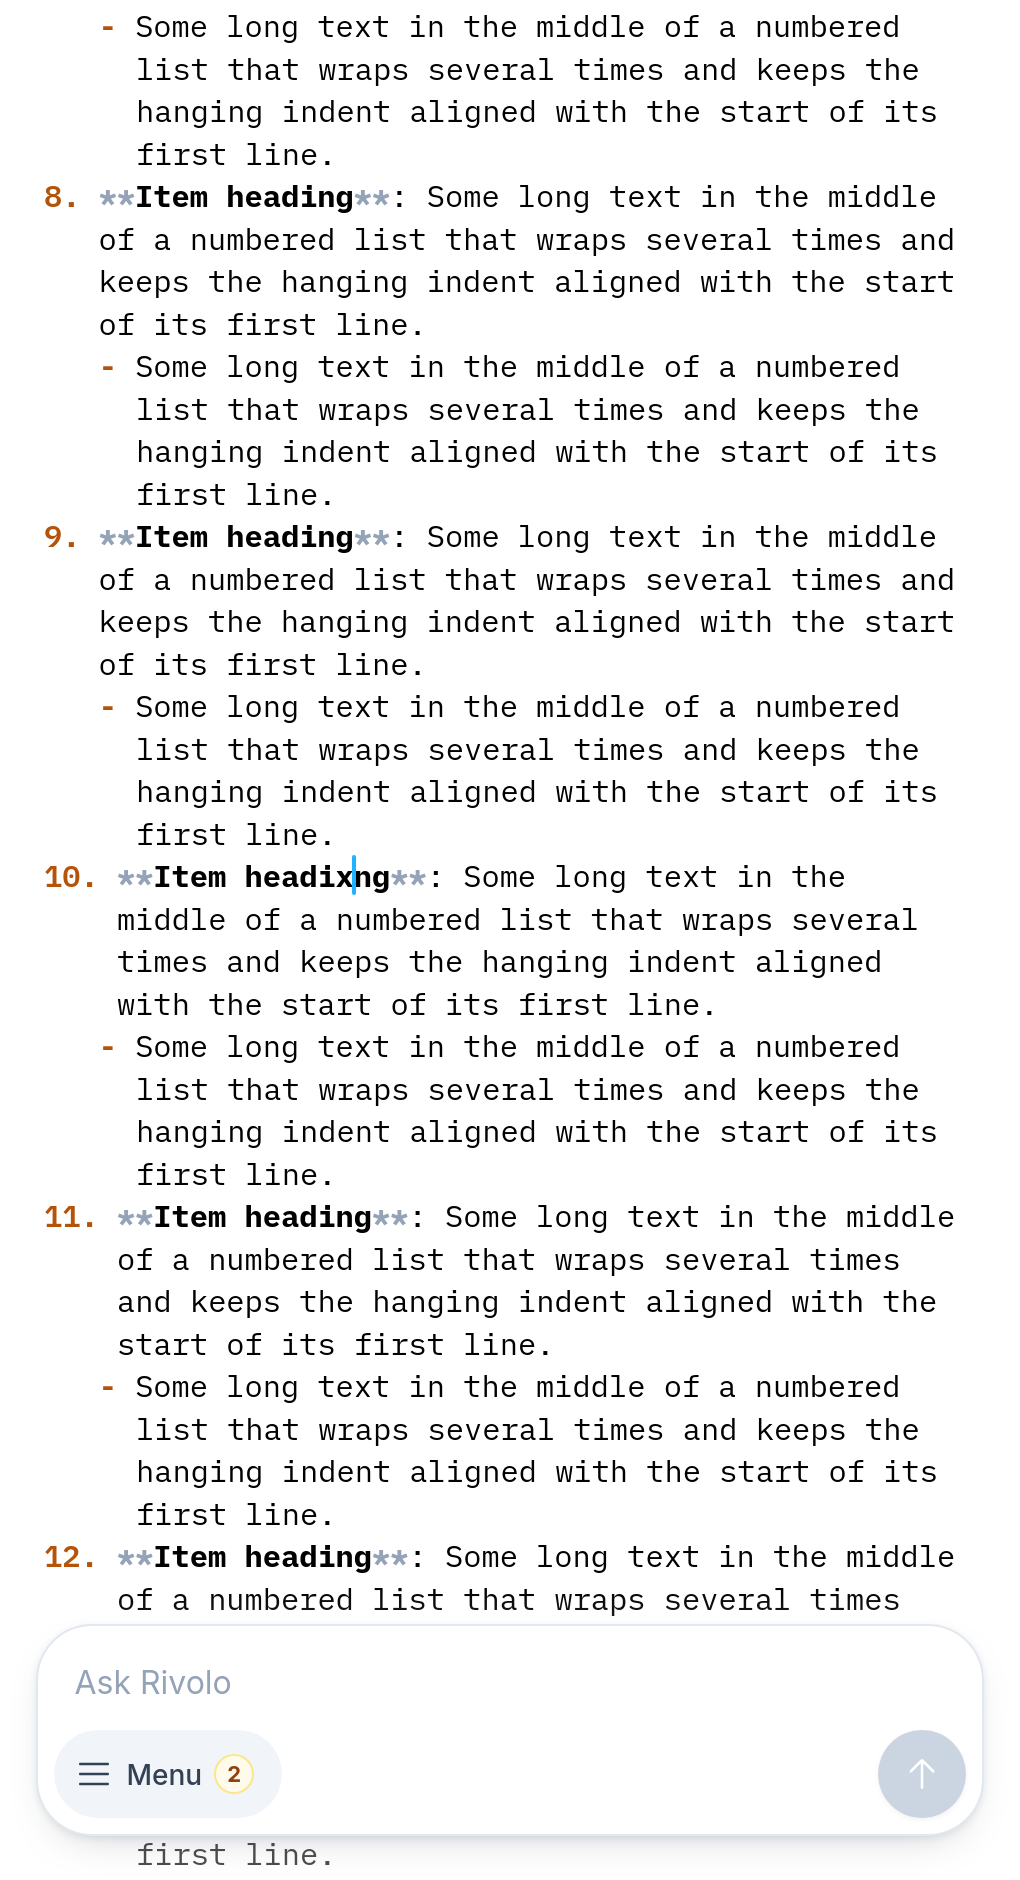 - Some long text in the middle of a numbered
list that wraps several times and keeps the
hanging indent aligned with the start of its
first line.
8. **Item heading**: Some long text in the middle
of a numbered list that wraps several times and
keeps the hanging indent aligned with the start
of its first line.
- Some long text in the middle of a numbered
list that wraps several times and keeps the
hanging indent aligned with the start of its
first line.
9. **Item heading**: Some long text in the middle
of a numbered list that wraps several times and
keeps the hanging indent aligned with the start
of its first line.
- Some long text in the middle of a numbered
list that wraps several times and keeps the
hanging indent aligned with the start of its
first line.
10. **Item headixng**: Some long text in the
middle of a numbered list that wraps several
times and keeps the hanging indent aligned
with the start of its first line.
- Some long text in the middle of a numbered
list that wraps several times and keeps the
hanging indent aligned with the start of its
first line.
11. **Item heading**: Some long text in the middle
of a numbered list that wraps several times
and keeps the hanging indent aligned with the
start of its first line.
- Some long text in the middle of a numbered
list that wraps several times and keeps the
hanging indent aligned with the start of its
first line.
12. **Item heading**: Some long text in the middle
of a numbered list that wraps several times
Ask Rivolo
Menu 2
first line.